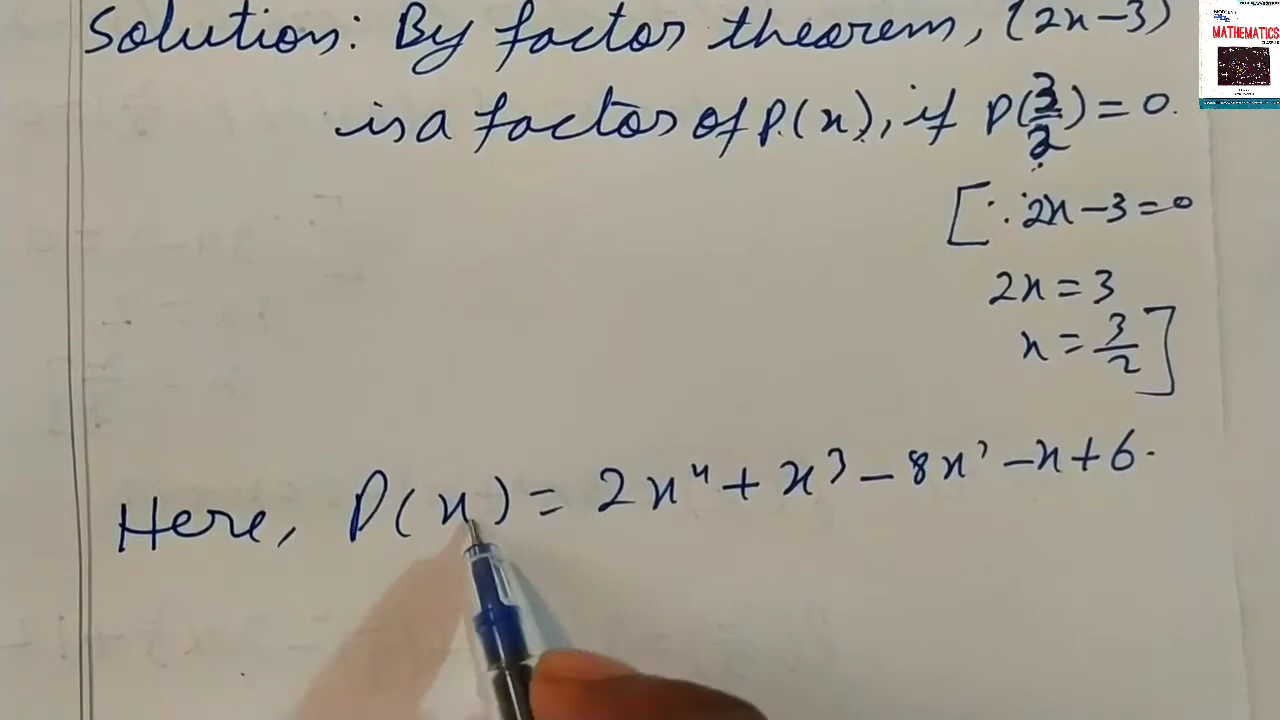 Solution: By factor theorem, (2x-3)
is a factor of P(x), if P(3/2) = 0.
[∵ 2x-3=0
2x = 3
x = 3/2]
Here, P(x) = 2x⁴ + x³ - 8x² - x + 6.
MATHEMATICS